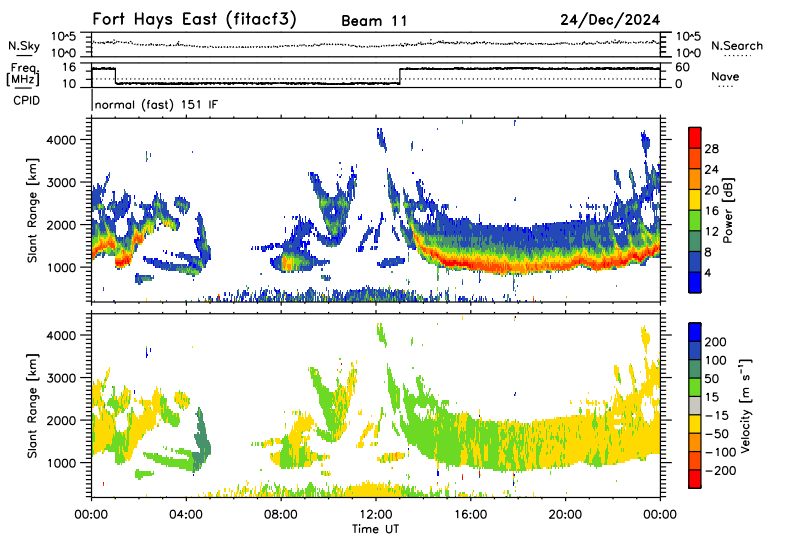 Fort Hays East (fitacf3) Beam 11 24/Dec/2024
N.Sky 10^5 10^0 10^5 10^0 N.Search
Freq. [MHz] 16 10 60 0 Nave
CPID normal (fast) 151 IF
Slant Range [km] 4000 3000 2000 1000
28 24 20 16 12 8 4 Power [dB]
Slant Range [km] 4000 3000 2000 1000
200 100 50 15 −15 −50 −100 −200 Velocity [m s⁻¹]
00:00 04:00 08:00 12:00 16:00 20:00 00:00
Time UT